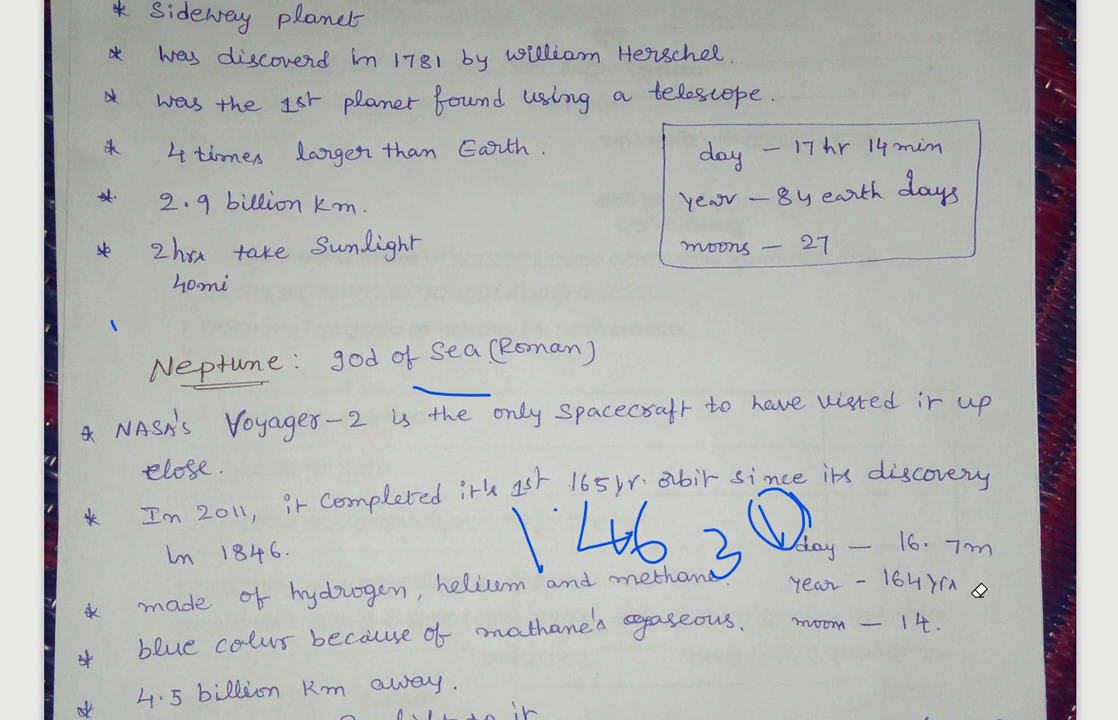 * Sideway planet
* Was discoverd in 1781 by william Herschel.
* was the 1st planet found using a telescope.
* 4 times larger than Earth.
* 2.9 billion km.
* 2 hrs take Sunlight
40mi
day - 17 hr 14 min
year - 84 earth days
moons - 27
Neptune: god of Sea (Roman)
* NASA's Voyager-2 is the only spacecraft to have visted it up
close.
* In 2011, it completed it's 1st 165 yr. orbit since its discovery
in 1846.
1.46 3 1
* made of hydrogen, helium and methane.
* blue colur because of mathane's gaseous.
* 4.5 billion km away.
day - 16. 7m
year - 164 yrs
moon - 14.